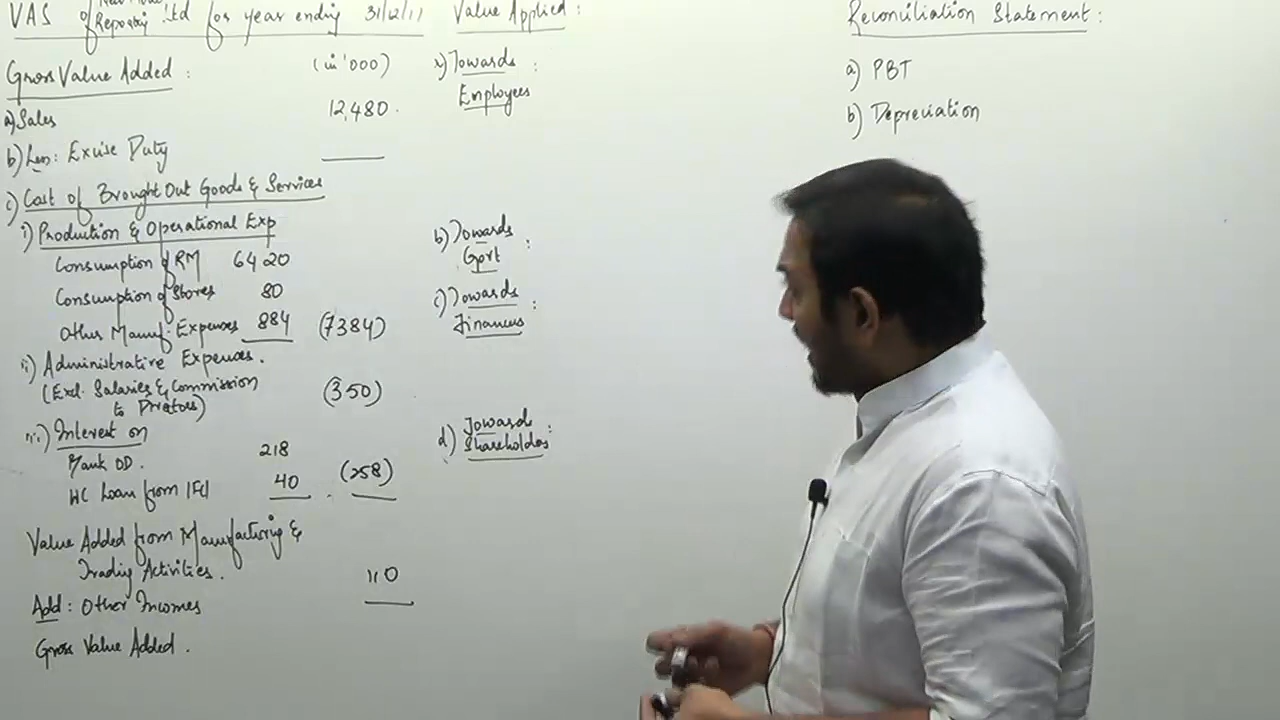 VAS of Reporting Ltd for year ending 31/12/11
Gross Value Added : (in '000)
a) Sales 12,480
b) Less: Excise Duty
c) Cost of Brought Out Goods & Services
i) Production & Operational Exp
Consumption of RM 6420
Consumption of Stores 80
Other Manuf. Expenses 884 (7384)
ii) Administrative Expenses.
(Excl. Salaries & Commission
to Directors) (350)
iii) Interest on
Bank OD. 218
WC Loan from IFCI 40 (258)
Value Added from Manufacturing &
Trading Activities.
Add: Other Incomes 110
Gross Value Added.
Value Applied :
a) Towards :
Employees
b) Towards :
Govt
c) Towards :
Financers
d) Towards :
Shareholders
Reconciliation Statement :
a) PBT
b) Depreciation